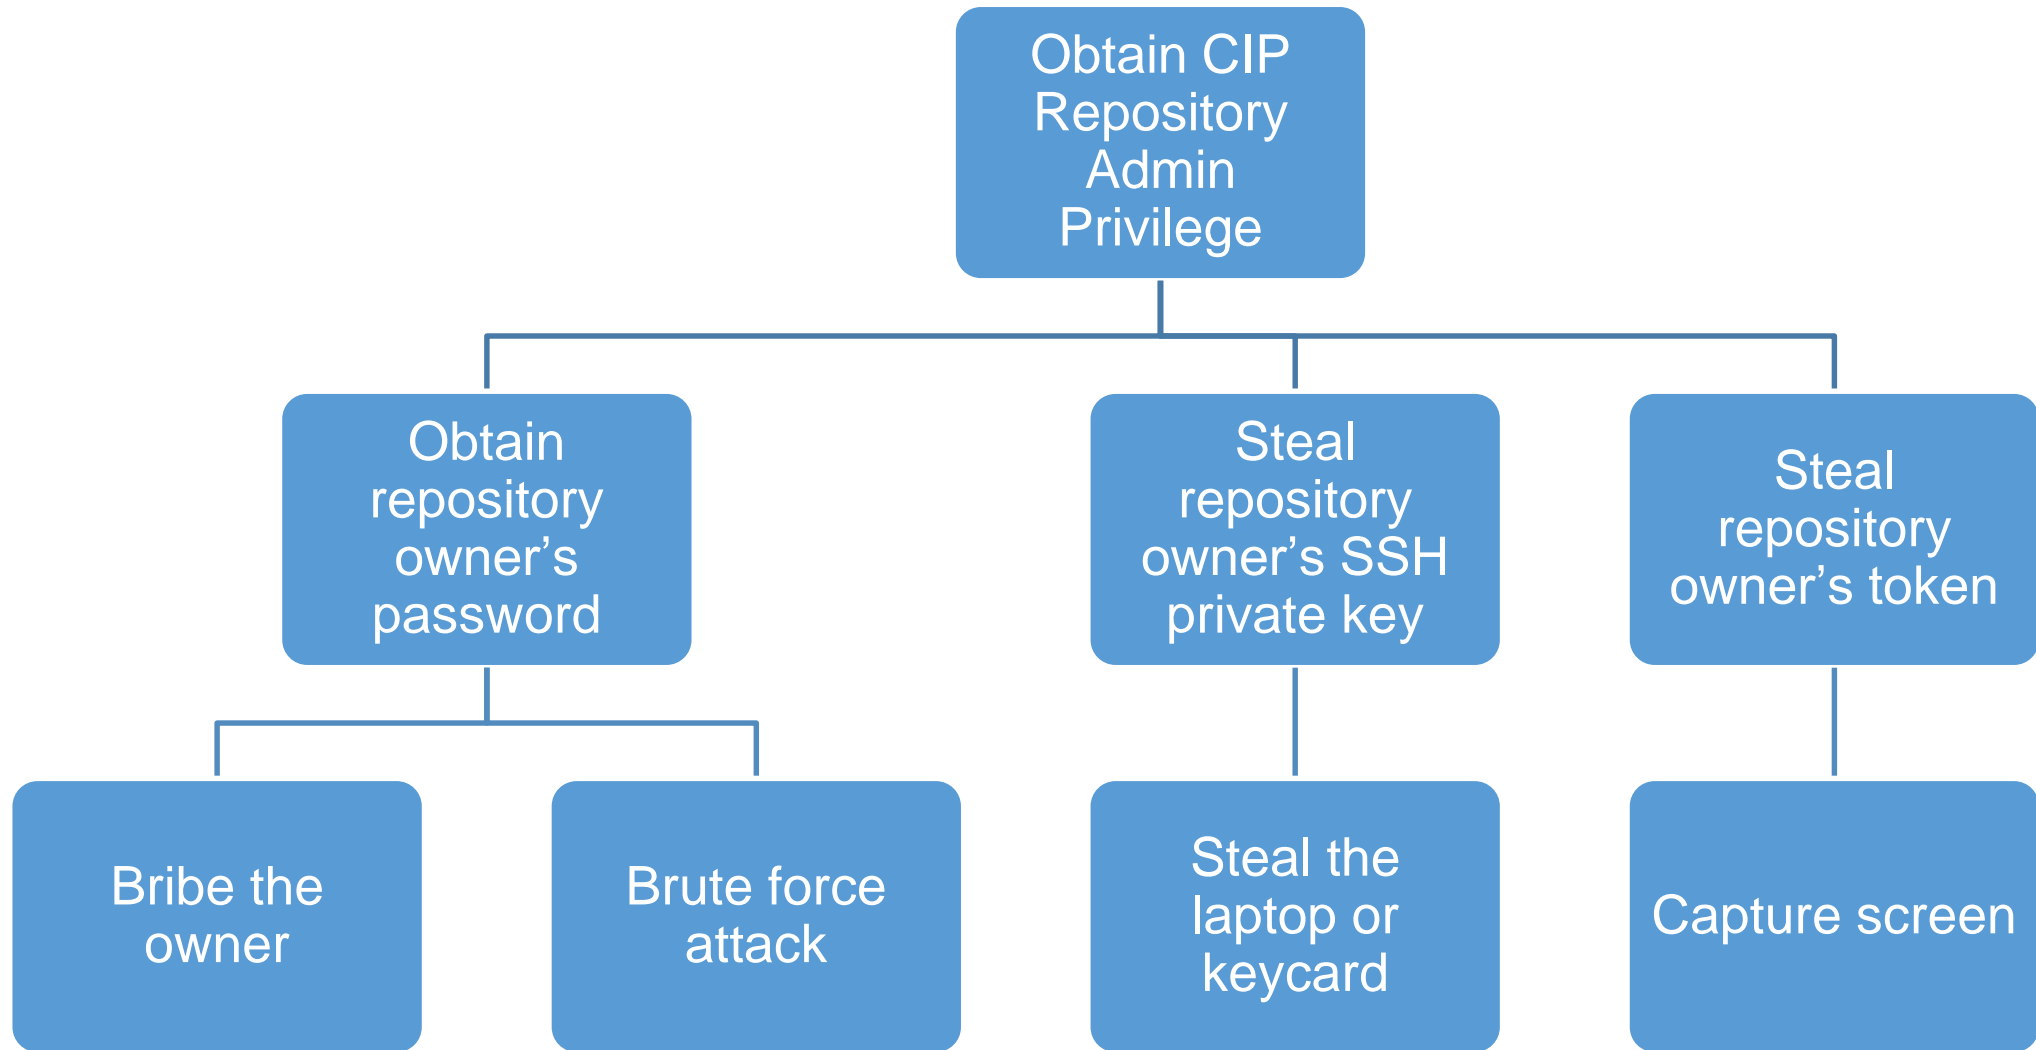 Obtain CIP
Repository
Admin
Privilege
Obtain
repository
owner’s
password
Steal
repository
owner’s SSH
private key
Steal
repository
owner’s token
Bribe the
owner
Brute force
attack
Steal the
laptop or
keycard
Capture screen